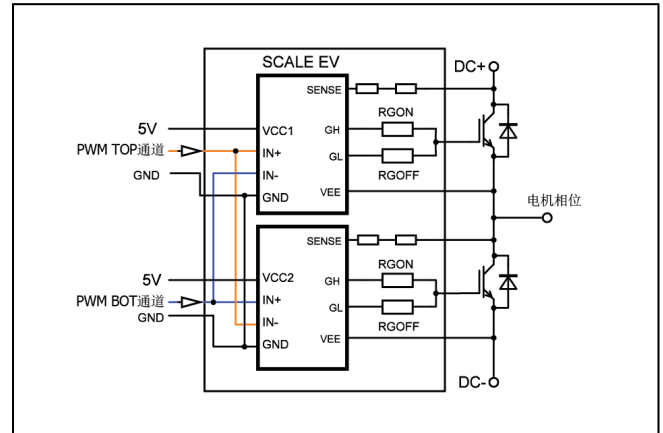 SCALE EV
DC+
SENSE
RGON
5V
VCC1
GH
PWM TOP通道
IN+
GL
IN-
RGOFF
GND
GND
VEE
电机相位
SENSE
RGON
5V
VCC2
GH
PWM BOT通道
IN+
GL
GND
IN-
RGOFF
GND
VEE
DC-